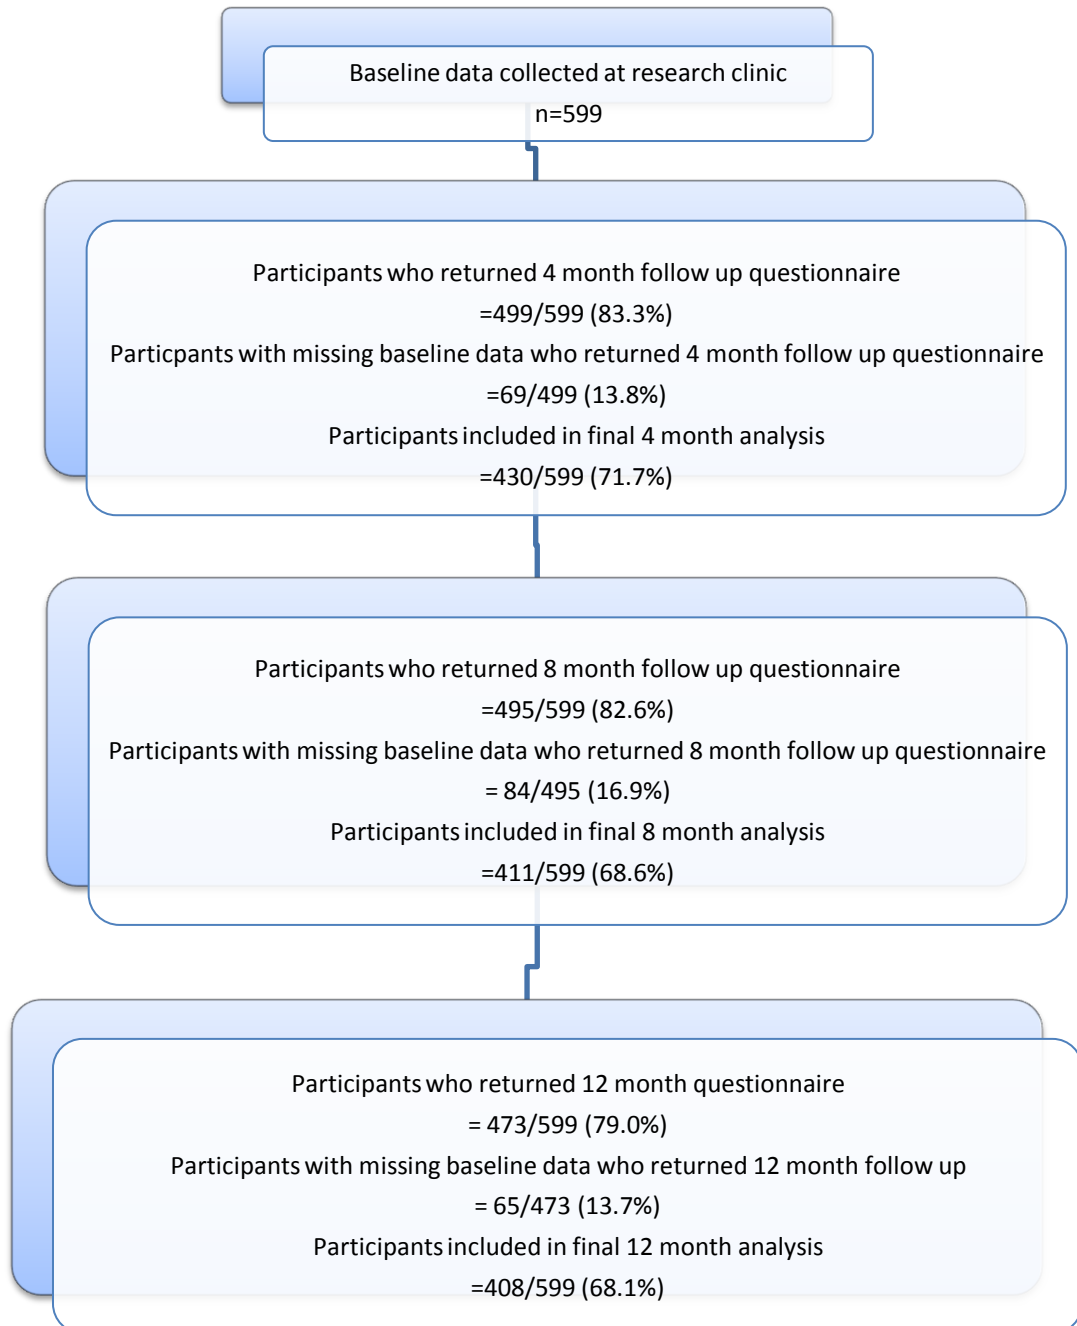 Baseline data collected at research clinic
n=599
Participants who returned 4 month follow up questionnaire
=499/599 (83.3%)
Particpants with missing baseline data who returned 4 month follow up questionnaire
=69/499 (13.8%)
Participants included in final 4 month analysis
=430/599 (71.7%)
Participants who returned 8 month follow up questionnaire
=495/599 (82.6%)
Participants with missing baseline data who returned 8 month follow up questionnaire
= 84/495 (16.9%)
Participants included in final 8 month analysis
=411/599 (68.6%)
Participants who returned 12 month questionnaire
= 473/599 (79.0%)
Participants with missing baseline data who returned 12 month follow up
= 65/473 (13.7%)
Participants included in final 12 month analysis
=408/599 (68.1%)